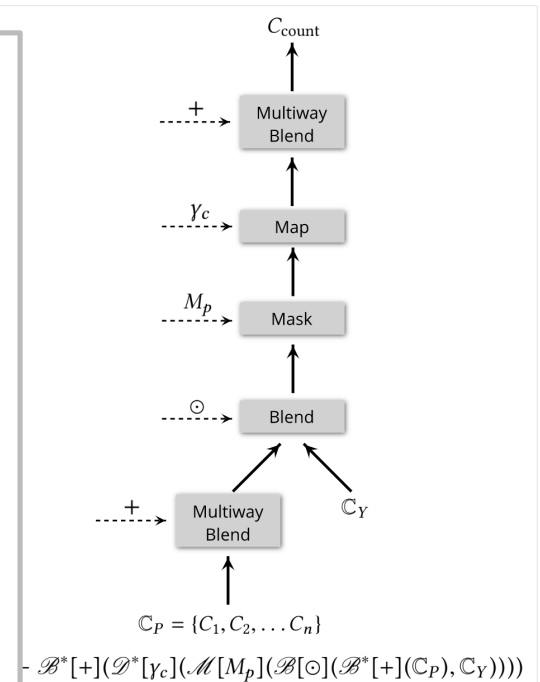 C_count
+
Multiway
Blend
γ_c
Map
M_p
Mask
⊙
Blend
+
Multiway
Blend
ℂ_Y
ℂ_P = {C_1, C_2, . . . C_n}
- ℬ*[+](𝒟*[γ_c](ℳ[M_p](ℬ[⊙](ℬ*[+](ℂ_P), ℂ_Y))))